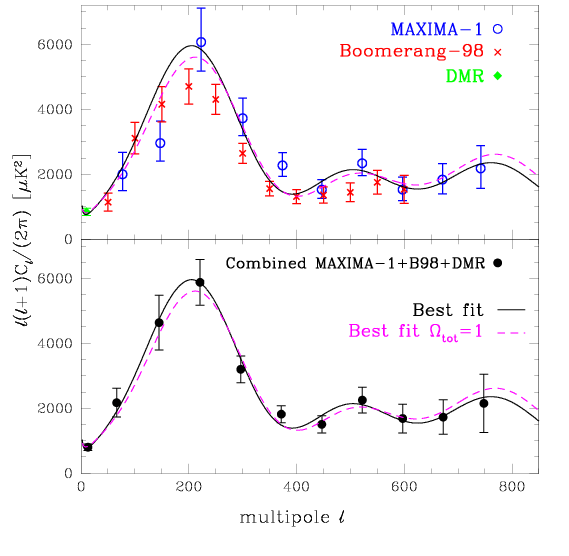 6000
4000
2000
0
MAXIMA-1
Boomerang-98
DMR
ℓ(ℓ+1)Cℓ/(2π) [μK²]
6000
4000
2000
0
Combined MAXIMA-1+B98+DMR
Best fit
Best fit Ωtot=1
0 200 400 600 800
multipole ℓ